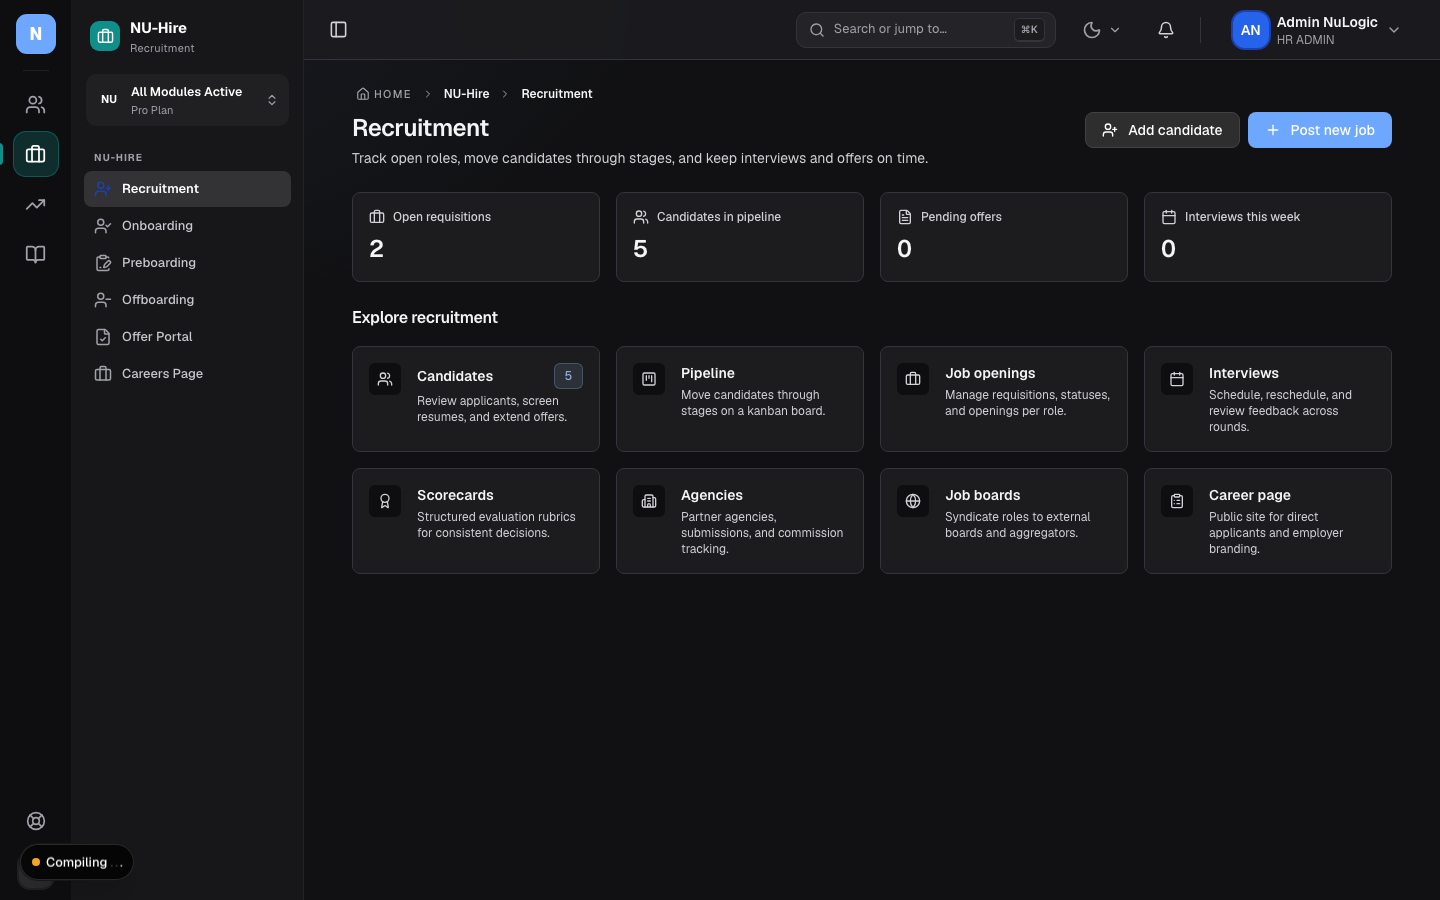 N
NU-Hire
Recruitment
NU
All Modules Active
Pro Plan
NU-HIRE
Recruitment
Onboarding
Preboarding
Offboarding
Offer Portal
Careers Page
Compiling ...
Search or jump to...
⌘K
AN
Admin NuLogic
HR ADMIN
HOME
NU-Hire
Recruitment
Recruitment
Track open roles, move candidates through stages, and keep interviews and offers on time.
Add candidate
Post new job
Open requisitions
2
Candidates in pipeline
5
Pending offers
0
Interviews this week
0
Explore recruitment
Candidates
5
Review applicants, screen
resumes, and extend offers.
Pipeline
Move candidates through
stages on a kanban board.
Job openings
Manage requisitions, statuses,
and openings per role.
Interviews
Schedule, reschedule, and
review feedback across
rounds.
Scorecards
Structured evaluation rubrics
for consistent decisions.
Agencies
Partner agencies,
submissions, and commission
tracking.
Job boards
Syndicate roles to external
boards and aggregators.
Career page
Public site for direct
applicants and employer
branding.